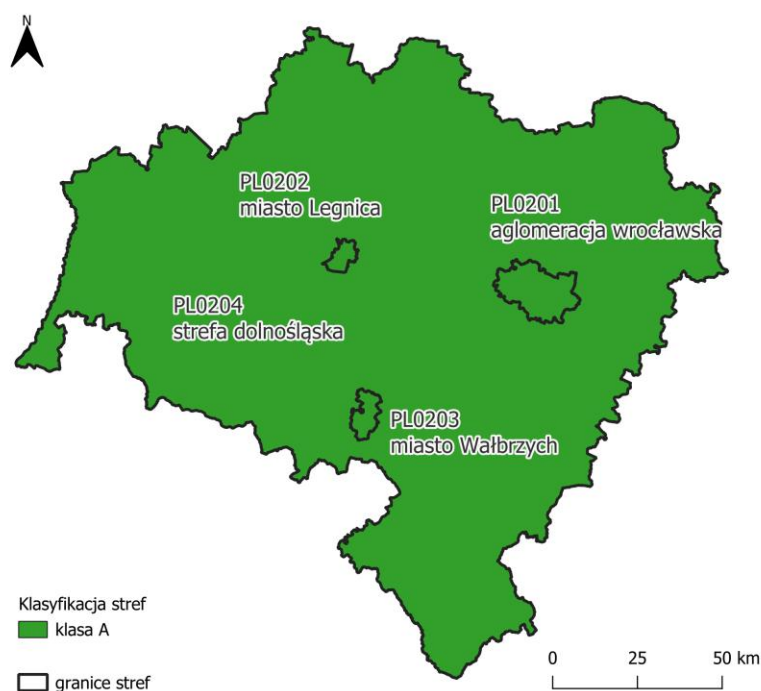 N
PL0202
miasto Legnica
PL0201
aglomeracja wrocławska
PL0204
strefa dolnośląska
PL0203
miasto Wałbrzych
Klasyfikacja stref
klasa A
granice stref
0 25 50 km